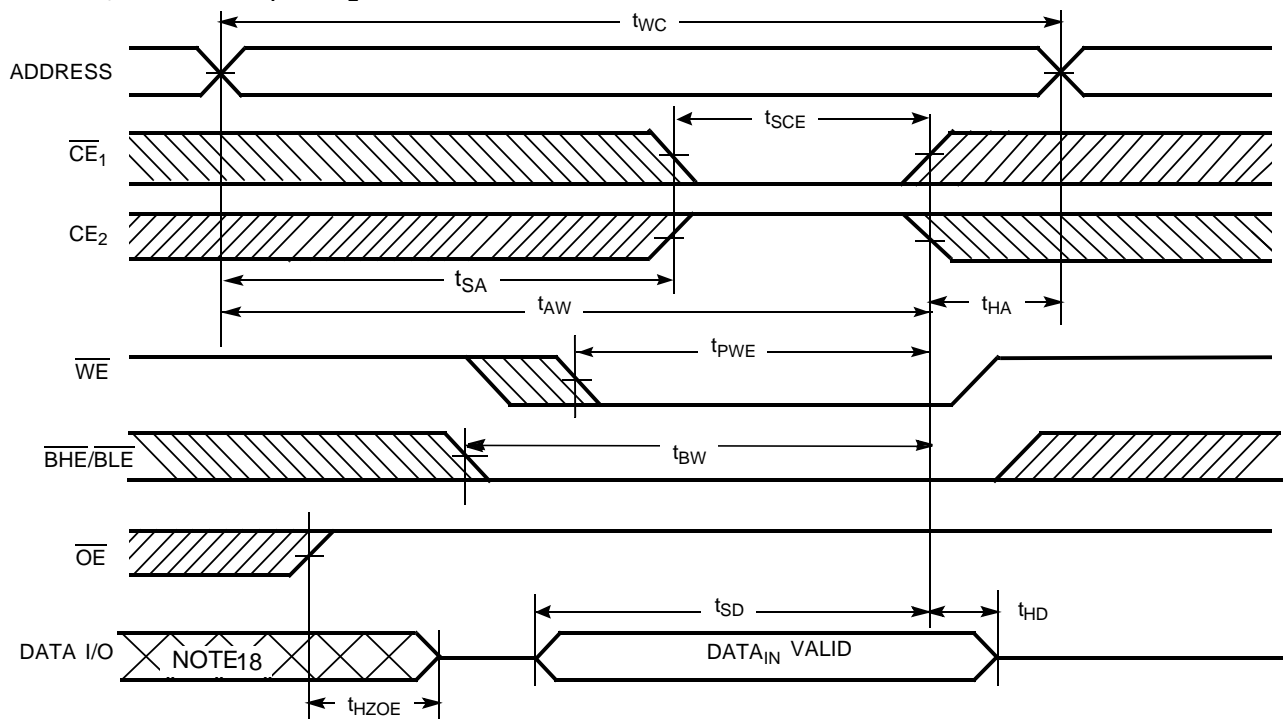 tWC
ADDRESS
tSCE
CE1
CE2
tSA
tAW
tHA
tPWE
WE
BHE/BLE
tBW
OE
tSD
tHD
DATA I/O
NOTE18
DATAIN VALID
tHZOE